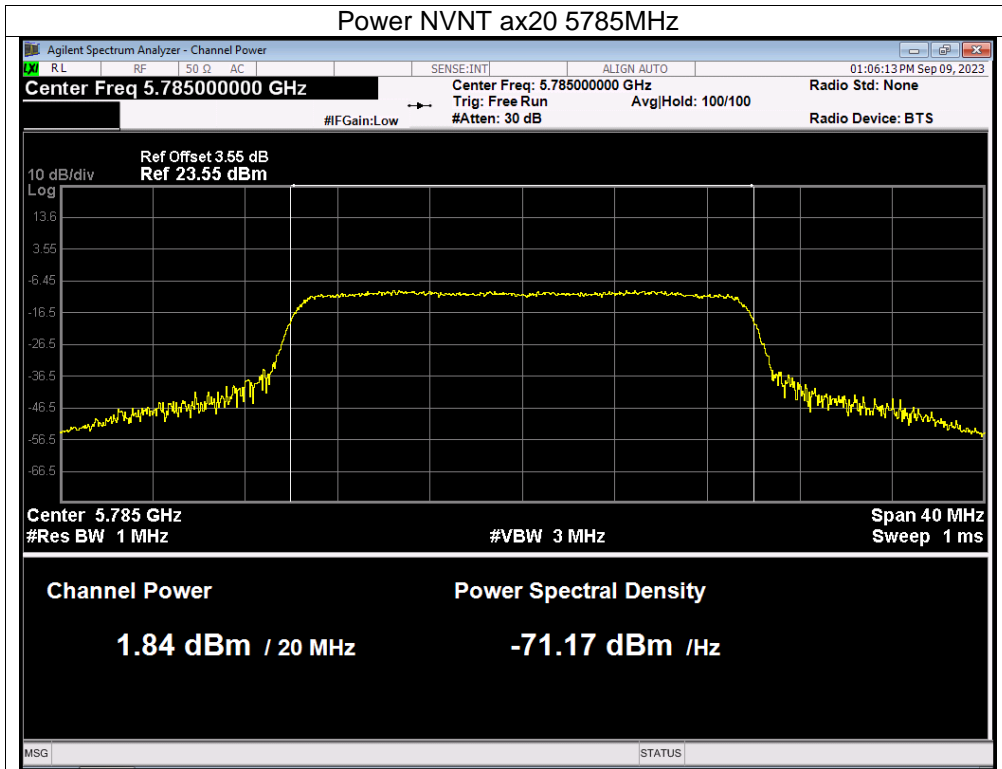 Power NVNT ax20 5785MHz
Agilent Spectrum Analyzer - Channel Power
LXI RL RF 50 Ω AC SENSE:INT ALIGN AUTO 01:06:13 PM Sep 09, 2023
Center Freq 5.785000000 GHz Center Freq: 5.785000000 GHz Radio Std: None
Trig: Free Run Avg|Hold: 100/100
#IFGain:Low #Atten: 30 dB Radio Device: BTS
Ref Offset 3.55 dB
10 dB/div Ref 23.55 dBm
Log
13.6
3.55
-6.45
-16.5
-26.5
-36.5
-46.5
-56.5
-66.5
Center 5.785 GHz Span 40 MHz
#Res BW 1 MHz #VBW 3 MHz Sweep 1 ms
Channel Power Power Spectral Density
1.84 dBm / 20 MHz -71.17 dBm /Hz
MSG STATUS